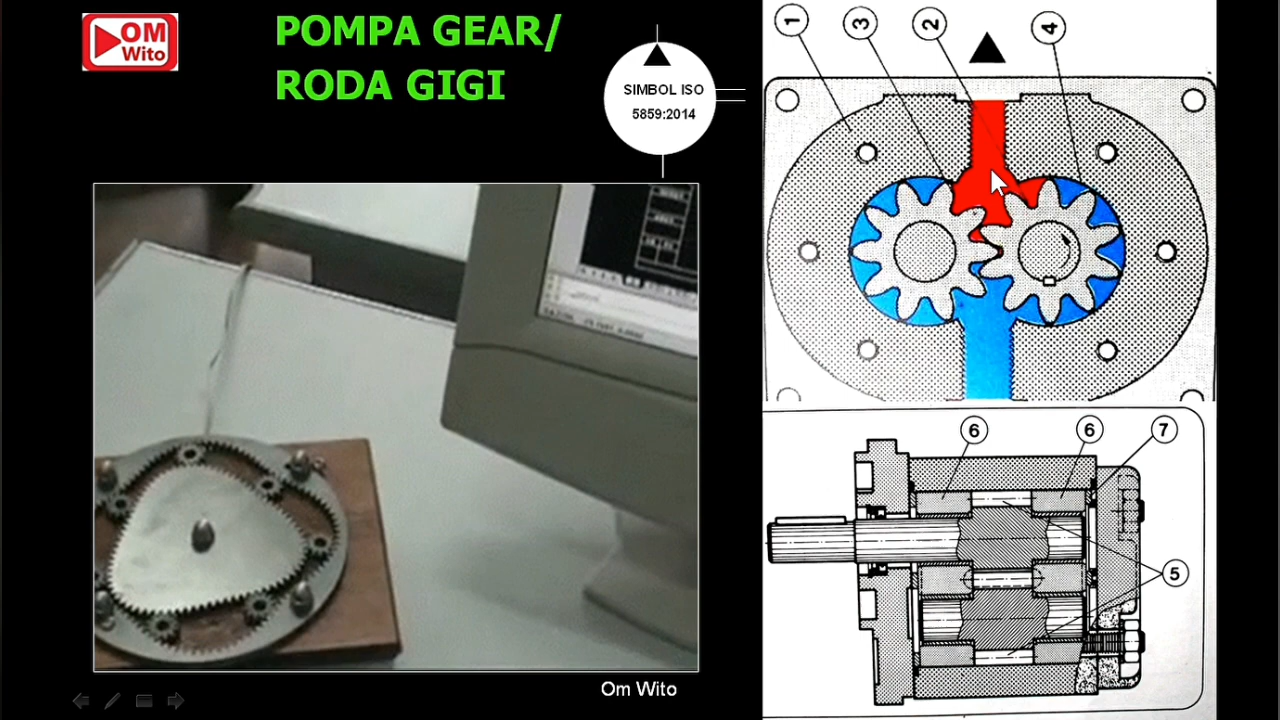 OM
Wito
POMPA GEAR/
RODA GIGI
SIMBOL ISO
5859:2014
1
3
2
4
6
6
7
5
Om Wito